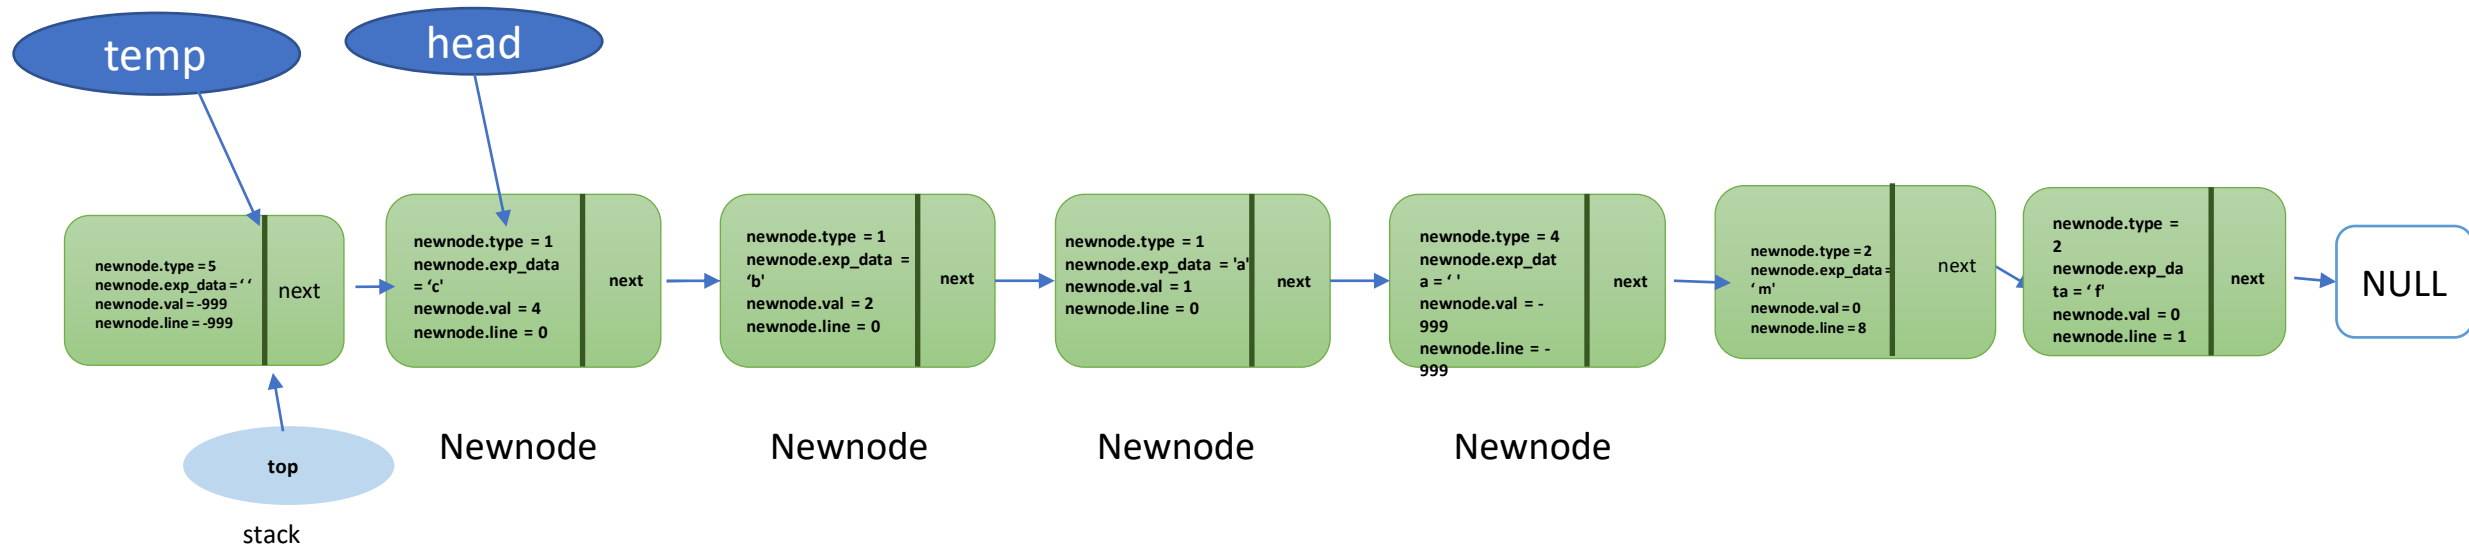 temp
head
newnode.type = 5
newnode.exp_data = ‘ ‘
newnode.val = -999
newnode.line = -999
next
newnode.type = 1
newnode.exp_data
= ‘c'
newnode.val = 4
newnode.line = 0
next
newnode.type = 1
newnode.exp_data =
‘b'
newnode.val = 2
newnode.line = 0
next
newnode.type = 1
newnode.exp_data = 'a'
newnode.val = 1
newnode.line = 0
next
newnode.type = 4
newnode.exp_dat
a = ‘ '
newnode.val = -
999
newnode.line = -
999
next
newnode.type = 2
newnode.exp_data =
‘ m'
newnode.val = 0
newnode.line = 8
next
newnode.type =
2
newnode.exp_da
ta = ‘ f'
newnode.val = 0
newnode.line = 1
next
NULL
top
stack
Newnode
Newnode
Newnode
Newnode